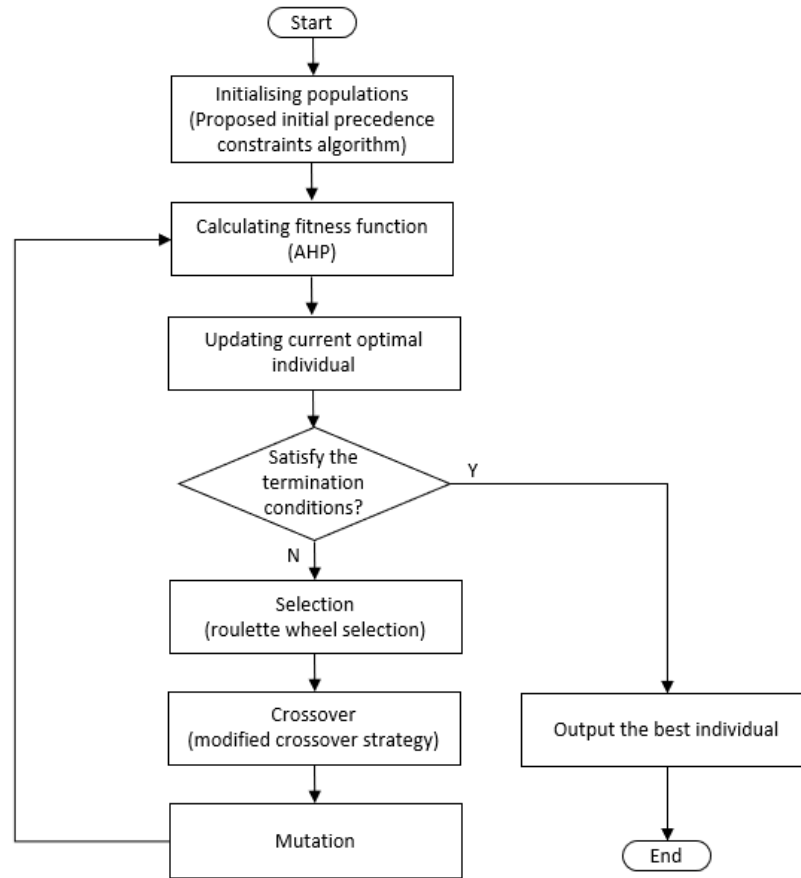 Start
Initialising populations
(Proposed initial precedence
constraints algorithm)
Calculating fitness function
(AHP)
Updating current optimal
individual
Satisfy the
termination
conditions?
Y
N
Selection
(roulette wheel selection)
Crossover
(modified crossover strategy)
Output the best individual
Mutation
End